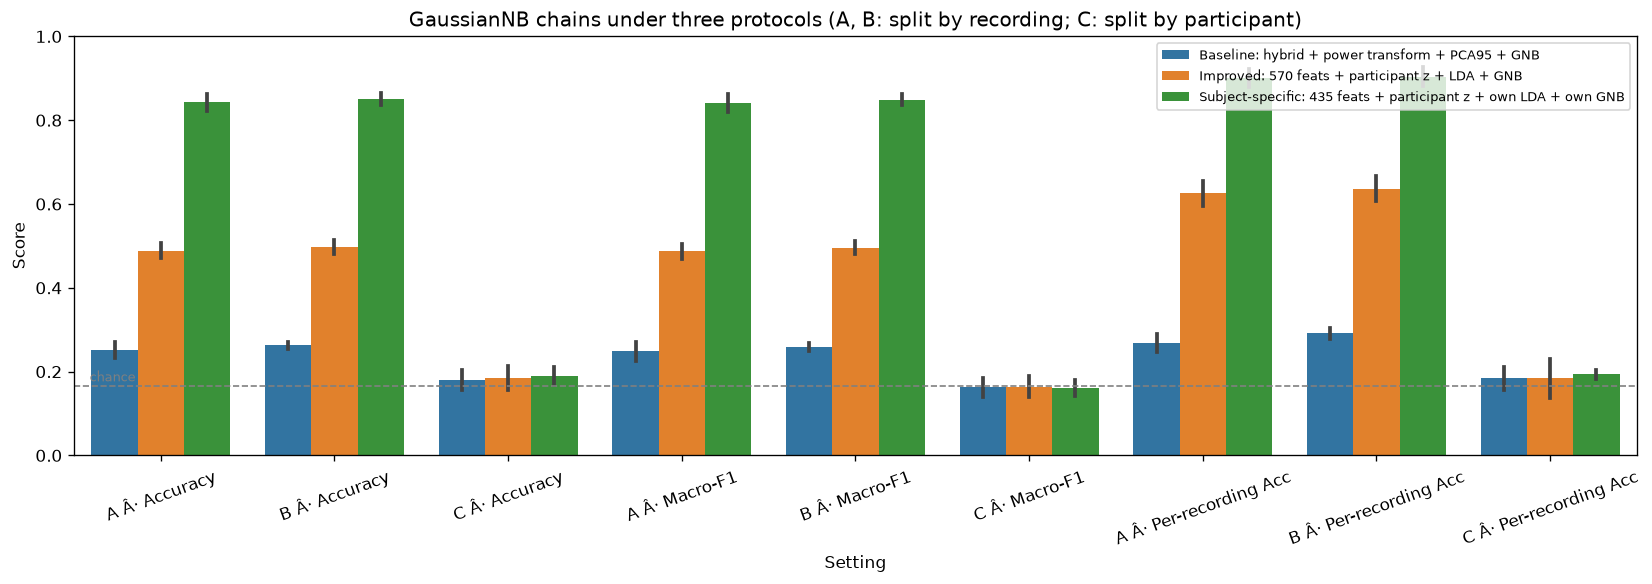 GaussianNB chains under three protocols (A, B: split by recording; C: split by participant)
Baseline: hybrid + power transform + PCA95 + GNB
Improved: 570 feats + participant z + LDA + GNB
Subject-specific: 435 feats + participant z + own LDA + own GNB
1.0
0.8
0.6
0.4
0.2
0.0
Score
chance
A Â· Accuracy
B Â· Accuracy
C Â· Accuracy
A Â· Macro-F1
B Â· Macro-F1
C Â· Macro-F1
A Â· Per-recording Acc
B Â· Per-recording Acc
C Â· Per-recording Acc
Setting